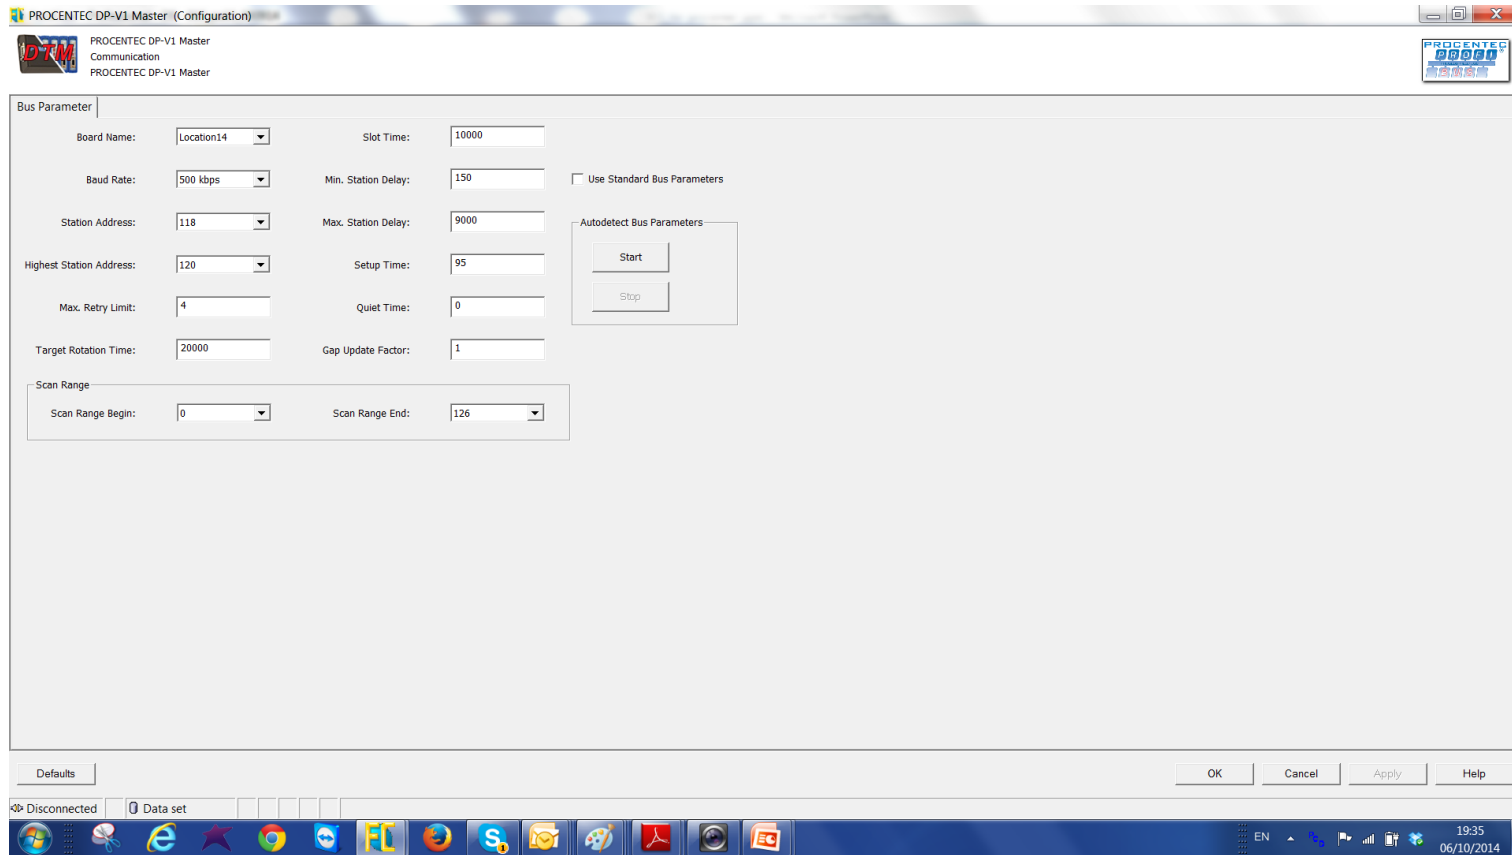 PROCENTEC DP-V1 Master (Configuration)
DTM
PROCENTEC DP-V1 Master
Communication
PROCENTEC DP-V1 Master
PROCENTEC
PROFI
Bus Parameter
Board Name: Location14 Slot Time: 10000
Baud Rate: 500 kbps Min. Station Delay: 150 Use Standard Bus Parameters
Station Address: 118 Max. Station Delay: 9000 Autodetect Bus Parameters
Highest Station Address: 120 Setup Time: 95 Start
Max. Retry Limit: 4 Quiet Time: 0 Stop
Target Rotation Time: 20000 Gap Update Factor: 1
Scan Range
Scan Range Begin: 0 Scan Range End: 126
Defaults OK Cancel Apply Help
Disconnected Data set
EN 19:35
06/10/2014